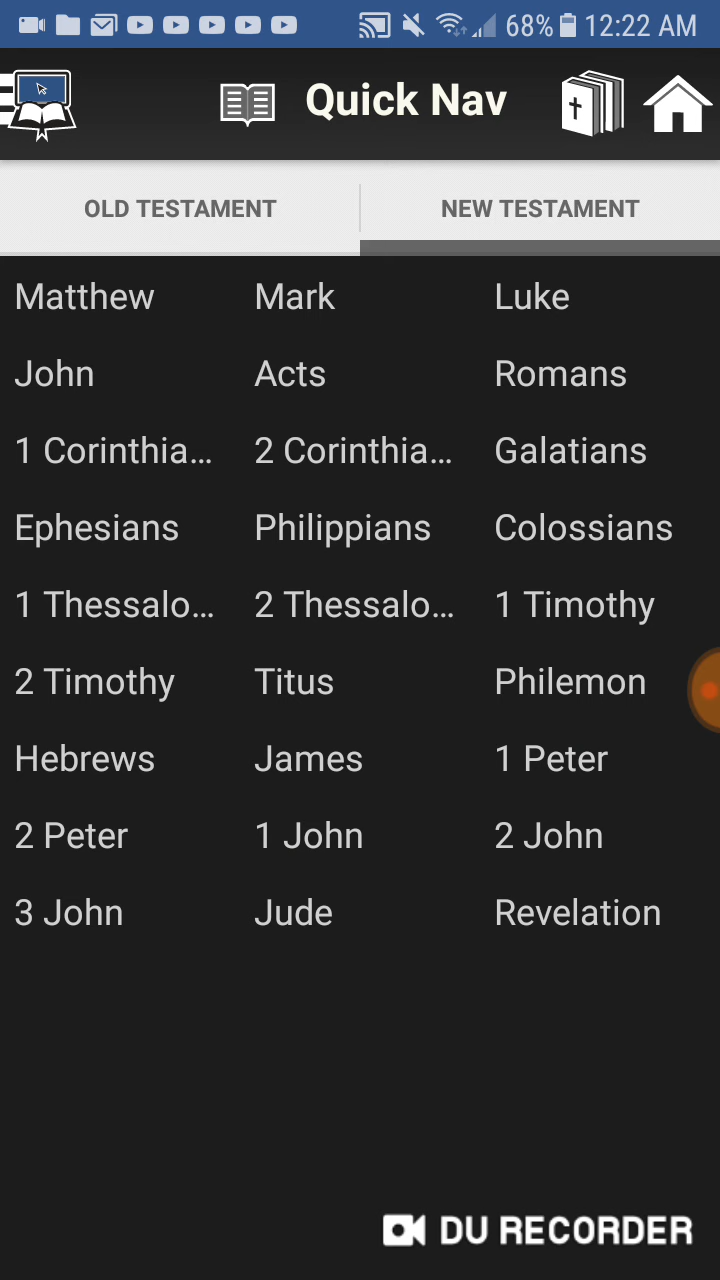 68% 12:22 AM
Quick Nav
OLD TESTAMENT NEW TESTAMENT
Matthew Mark Luke
John Acts Romans
1 Corinthia... 2 Corinthia... Galatians
Ephesians Philippians Colossians
1 Thessalo... 2 Thessalo... 1 Timothy
2 Timothy Titus Philemon
Hebrews James 1 Peter
2 Peter 1 John 2 John
3 John Jude Revelation
DU RECORDER